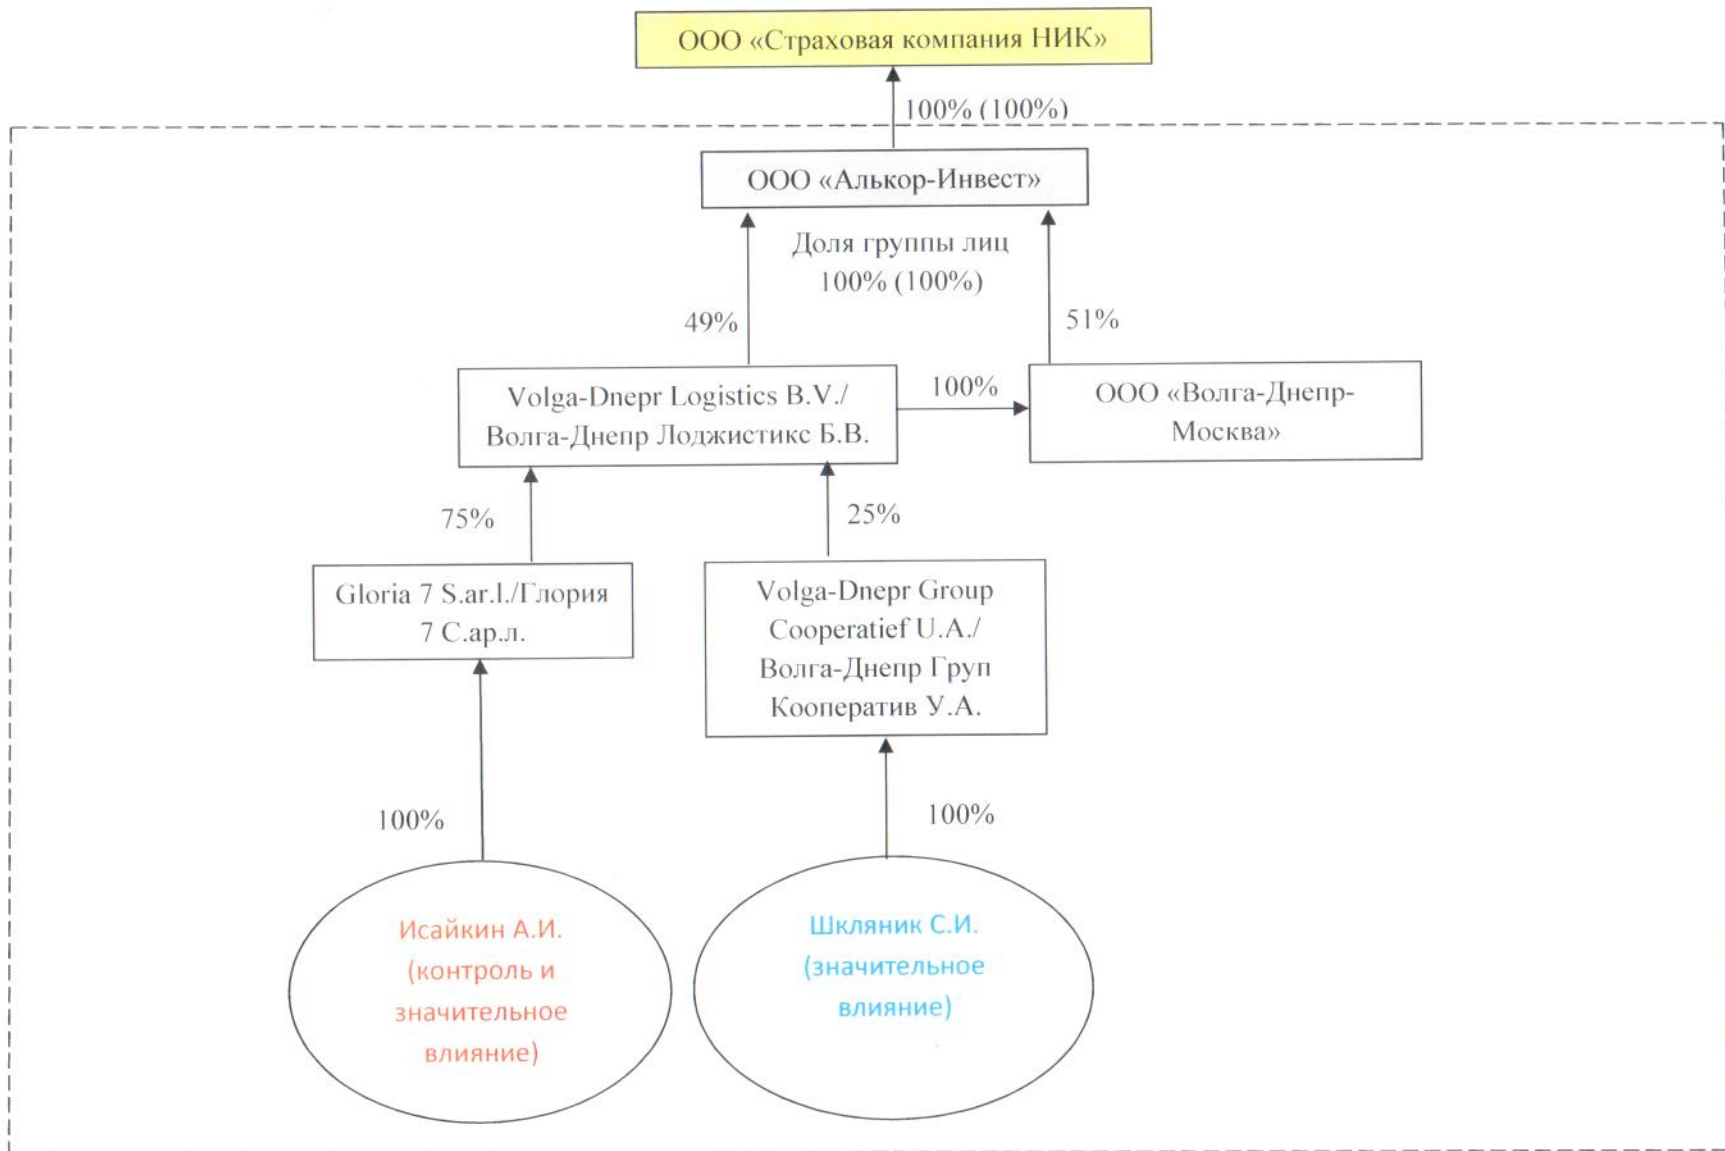 ООО «Страховая компания НИК»
100% (100%)
ООО «Алькор-Инвест»
Доля группы лиц
100% (100%)
49%
51%
Volga-Dnepr Logistics B.V./
Волга-Днепр Лоджистикс Б.В.
100%
ООО «Волга-Днепр-
Москва»
75%
25%
Gloria 7 S.ar.l./Глория
7 С.ар.л.
Volga-Dnepr Group
Cooperatief U.A./
Волга-Днепр Груп
Кооператив У.А.
100%
100%
Исайкин А.И.
(контроль и
значительное
влияние)
Шкляник С.И.
(значительное
влияние)